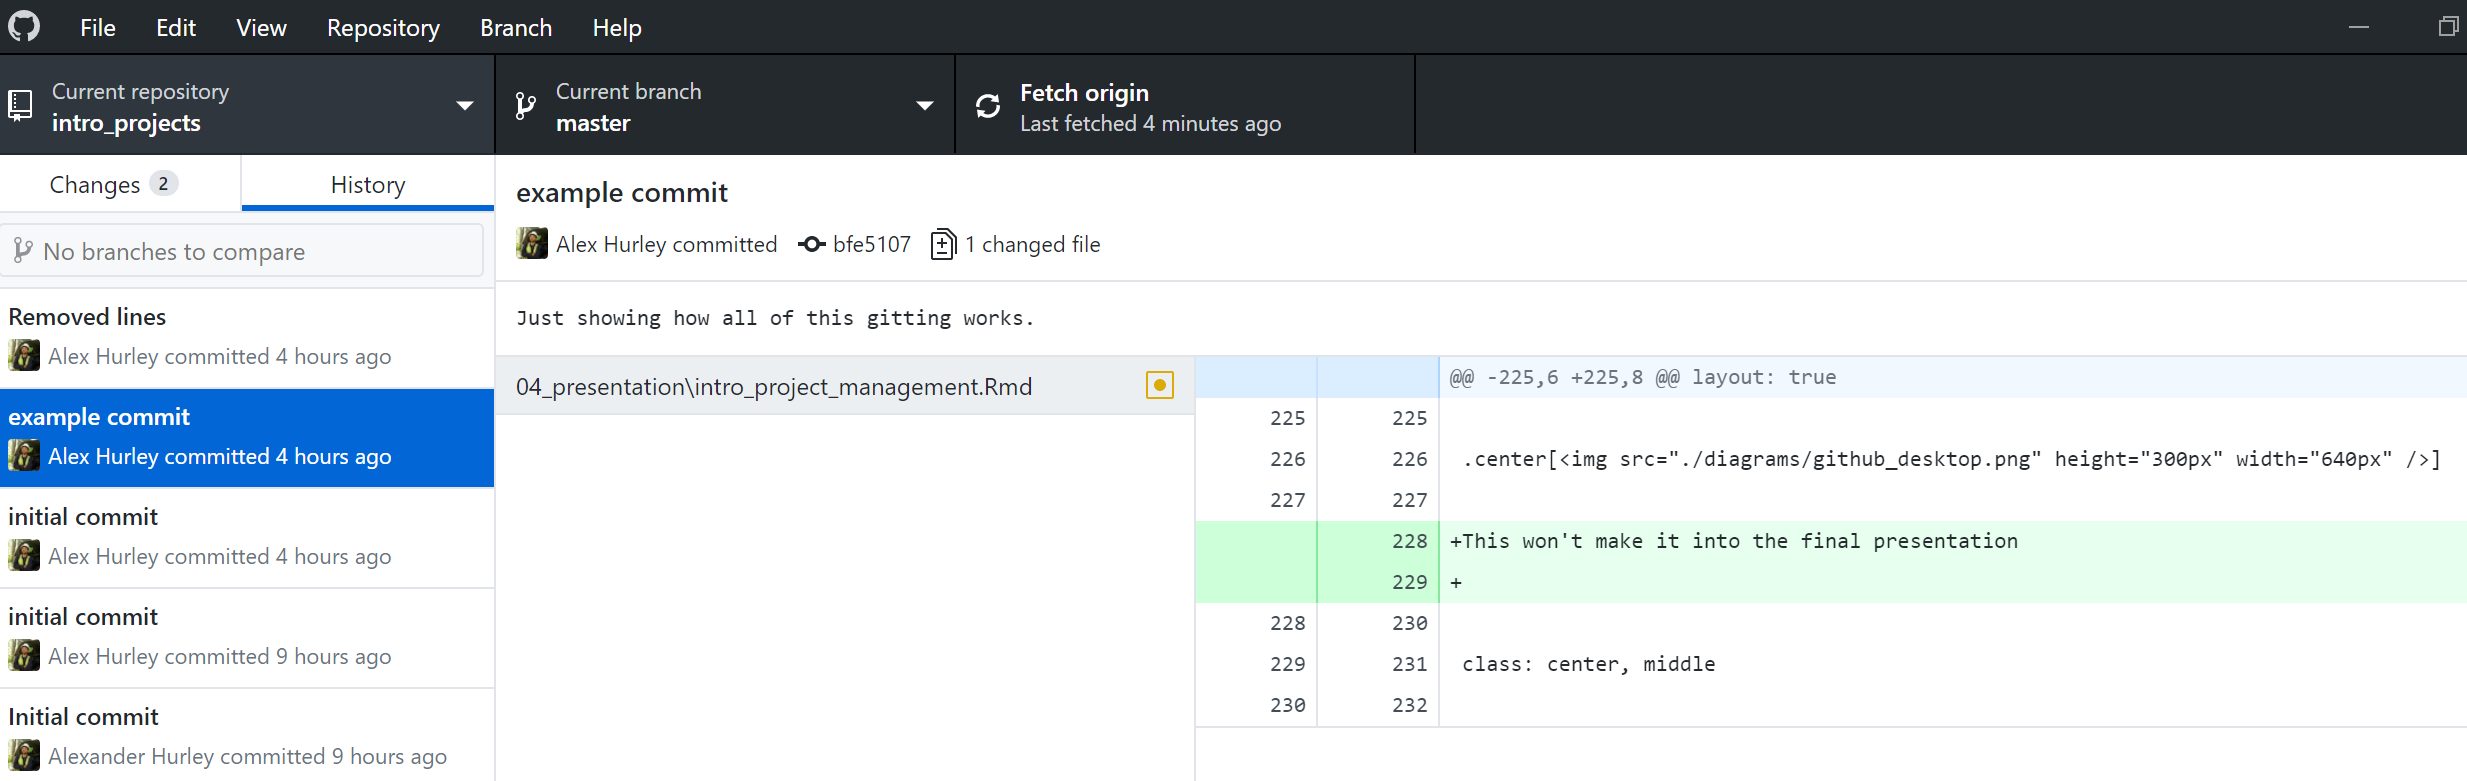 File Edit View Repository Branch Help
Current repository
intro_projects
Current branch
master
Fetch origin
Last fetched 4 minutes ago
Changes 2
History
No branches to compare
Removed lines
Alex Hurley committed 4 hours ago
example commit
Alex Hurley committed 4 hours ago
initial commit
Alex Hurley committed 4 hours ago
initial commit
Alex Hurley committed 9 hours ago
Initial commit
Alexander Hurley committed 9 hours ago
example commit
Alex Hurley committed bfe5107 1 changed file
Just showing how all of this gitting works.
04_presentation\intro_project_management.Rmd
@@ -225,6 +225,8 @@ layout: true
225 225
226 226 .center[<img src="./diagrams/github_desktop.png" height="300px" width="640px" />]
227 227
228 +This won't make it into the final presentation
229 +
228 230
229 231 class: center, middle
230 232